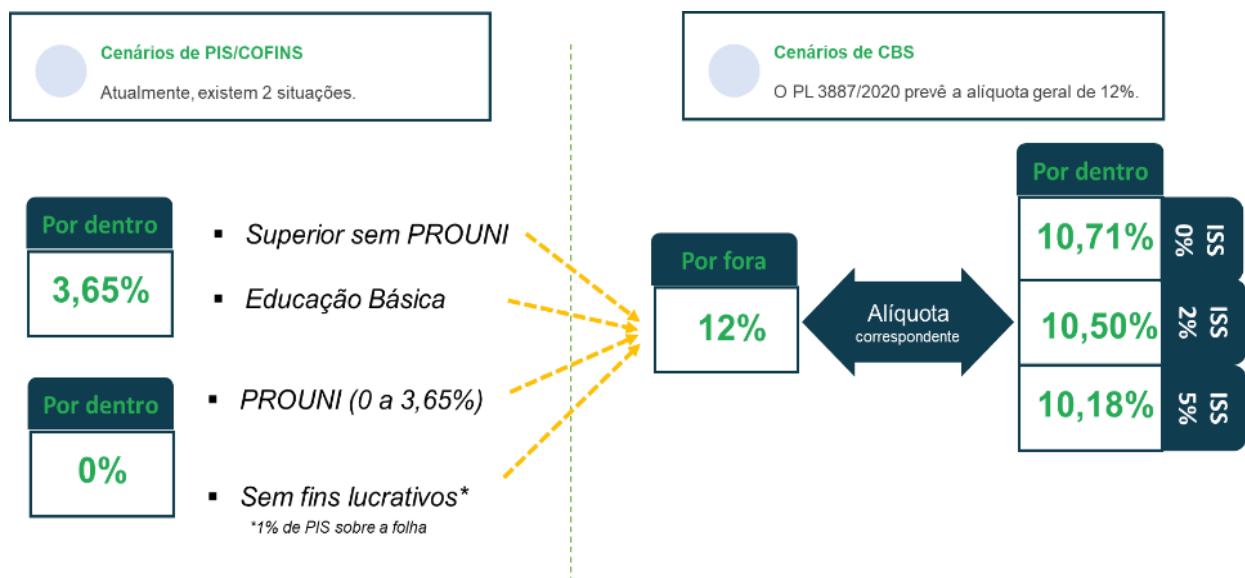 Cenários de PIS/COFINS
Atualmente, existem 2 situações.
Cenários de CBS
O PL 3887/2020 prevê a alíquota geral de 12%.
Por dentro
3,65%
▪ Superior sem PROUNI
▪ Educação Básica
Por dentro
0%
▪ PROUNI (0 a 3,65%)
▪ Sem fins lucrativos*
*1% de PIS sobre a folha
Por fora
12%
Alíquota
correspondente
Por dentro
10,71%
ISS
0%
10,50%
ISS
2%
10,18%
ISS
5%